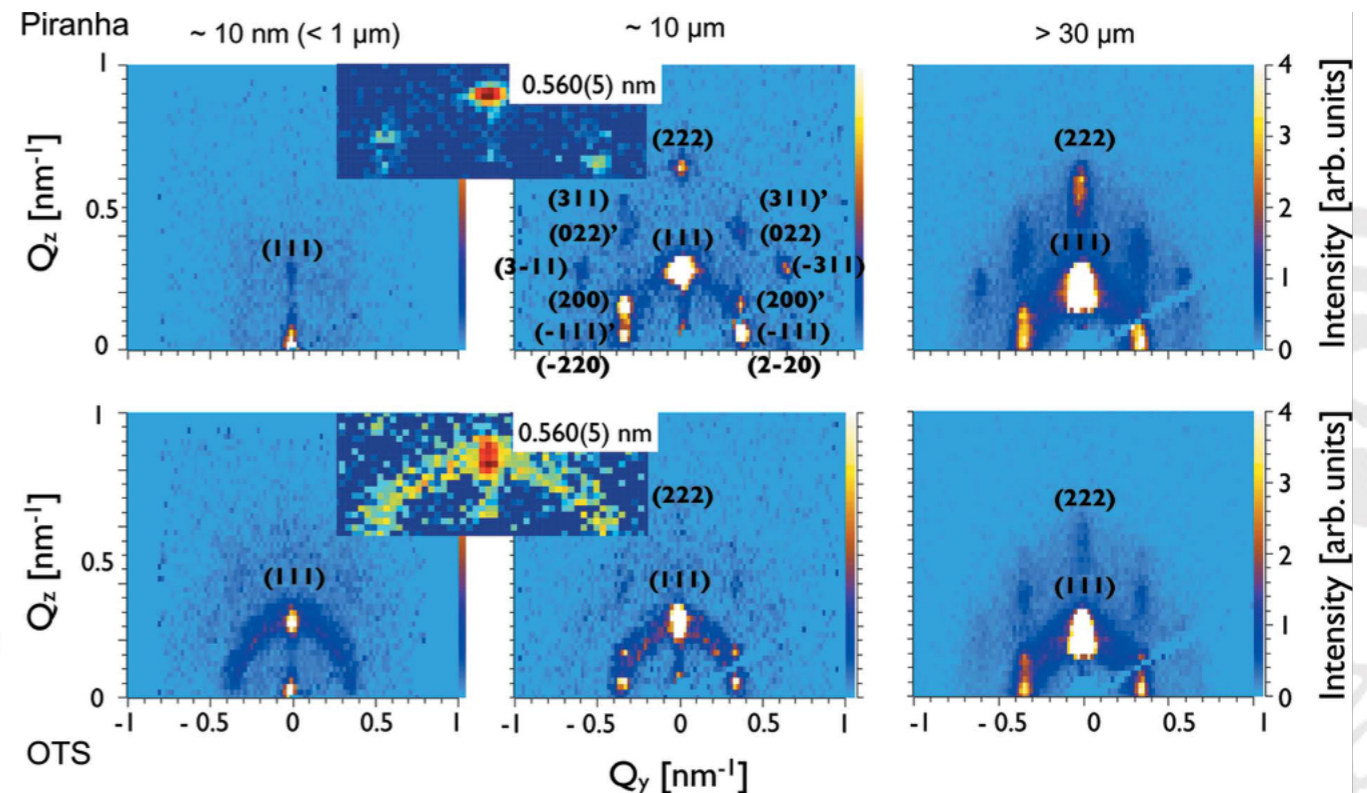 Piranha
~ 10 nm (< 1 µm)
~ 10 µm
> 30 µm
0.560(5) nm
1
0.5
0
Qz [nm-1]
(111)
(222)
(311)
(311)'
(022)'
(111)
(022)
(3-11)
(-311)
(200)
(200)'
(-111)'
(-111)
(-220)
(2-20)
(222)
(111)
4
3
2
1
0
Intensity [arb. units]
0.560(5) nm
1
0.5
0
Qz [nm-1]
(111)
(222)
(111)
(222)
(111)
4
3
2
1
0
Intensity [arb. units]
-1 -0.5 0 0.5 1
-1 -0.5 0 0.5
-1 -0.5 0 0.5 1
OTS
Qy [nm-1]